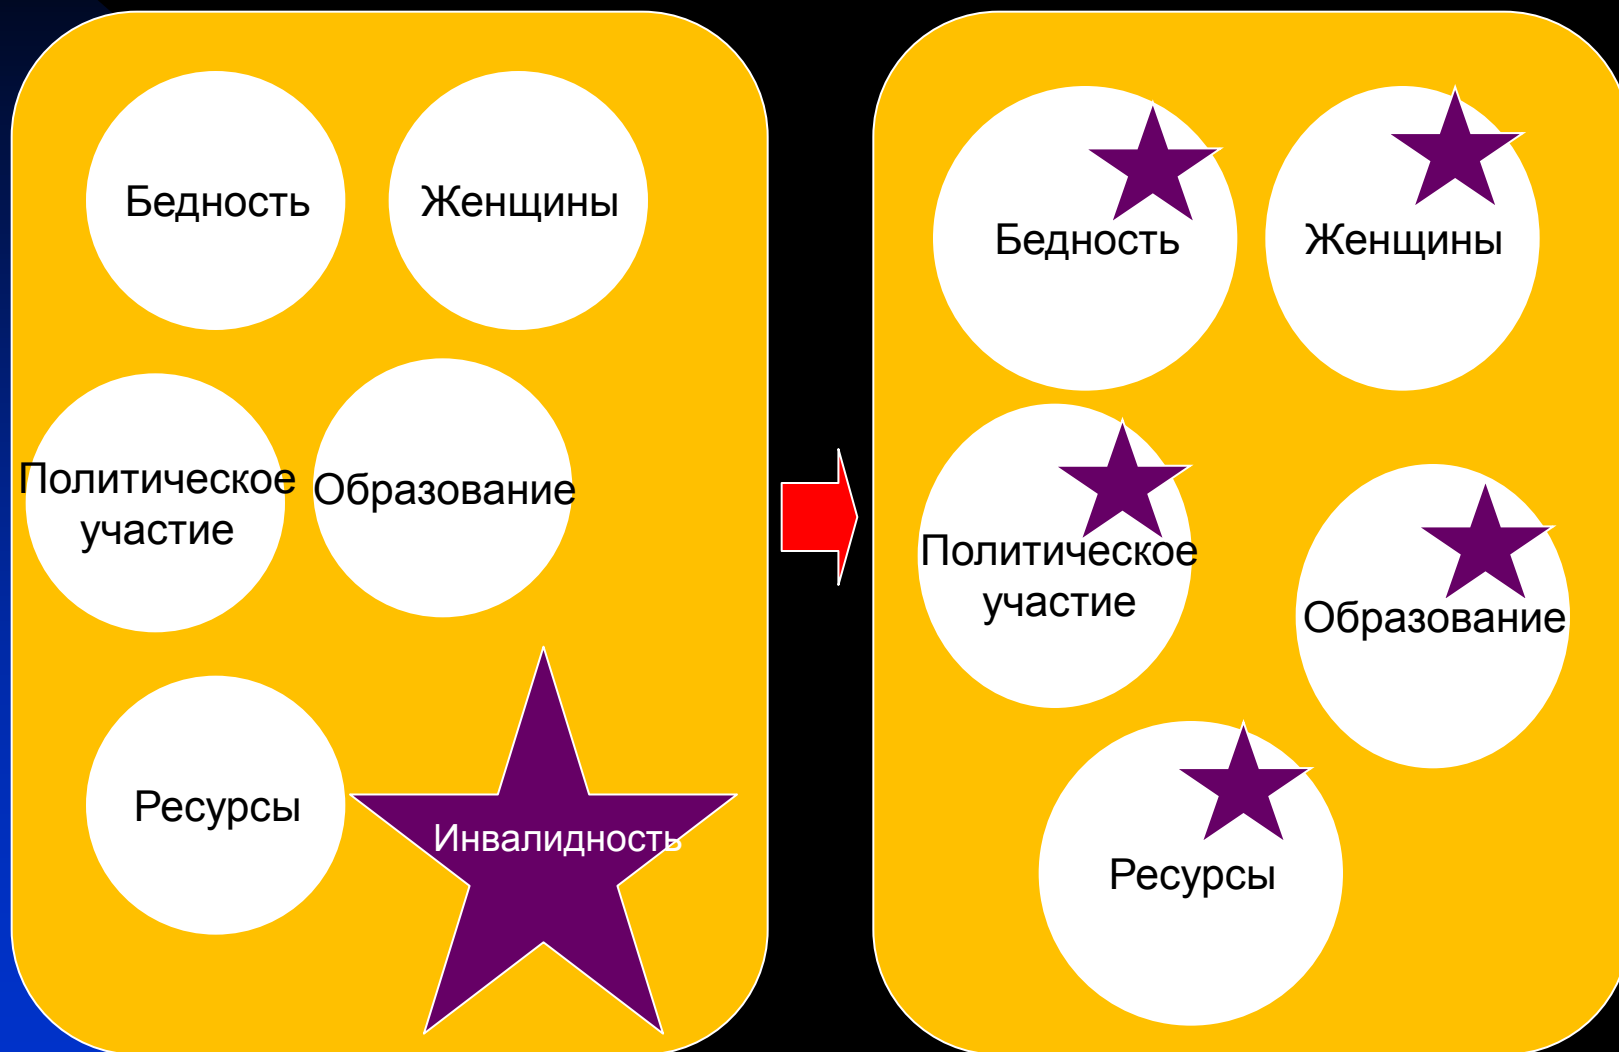 Бедность
Женщины
Политическое
участие
Образование
Ресурсы
Инвалидность
Бедность
Женщины
Политическое
участие
Образование
Ресурсы